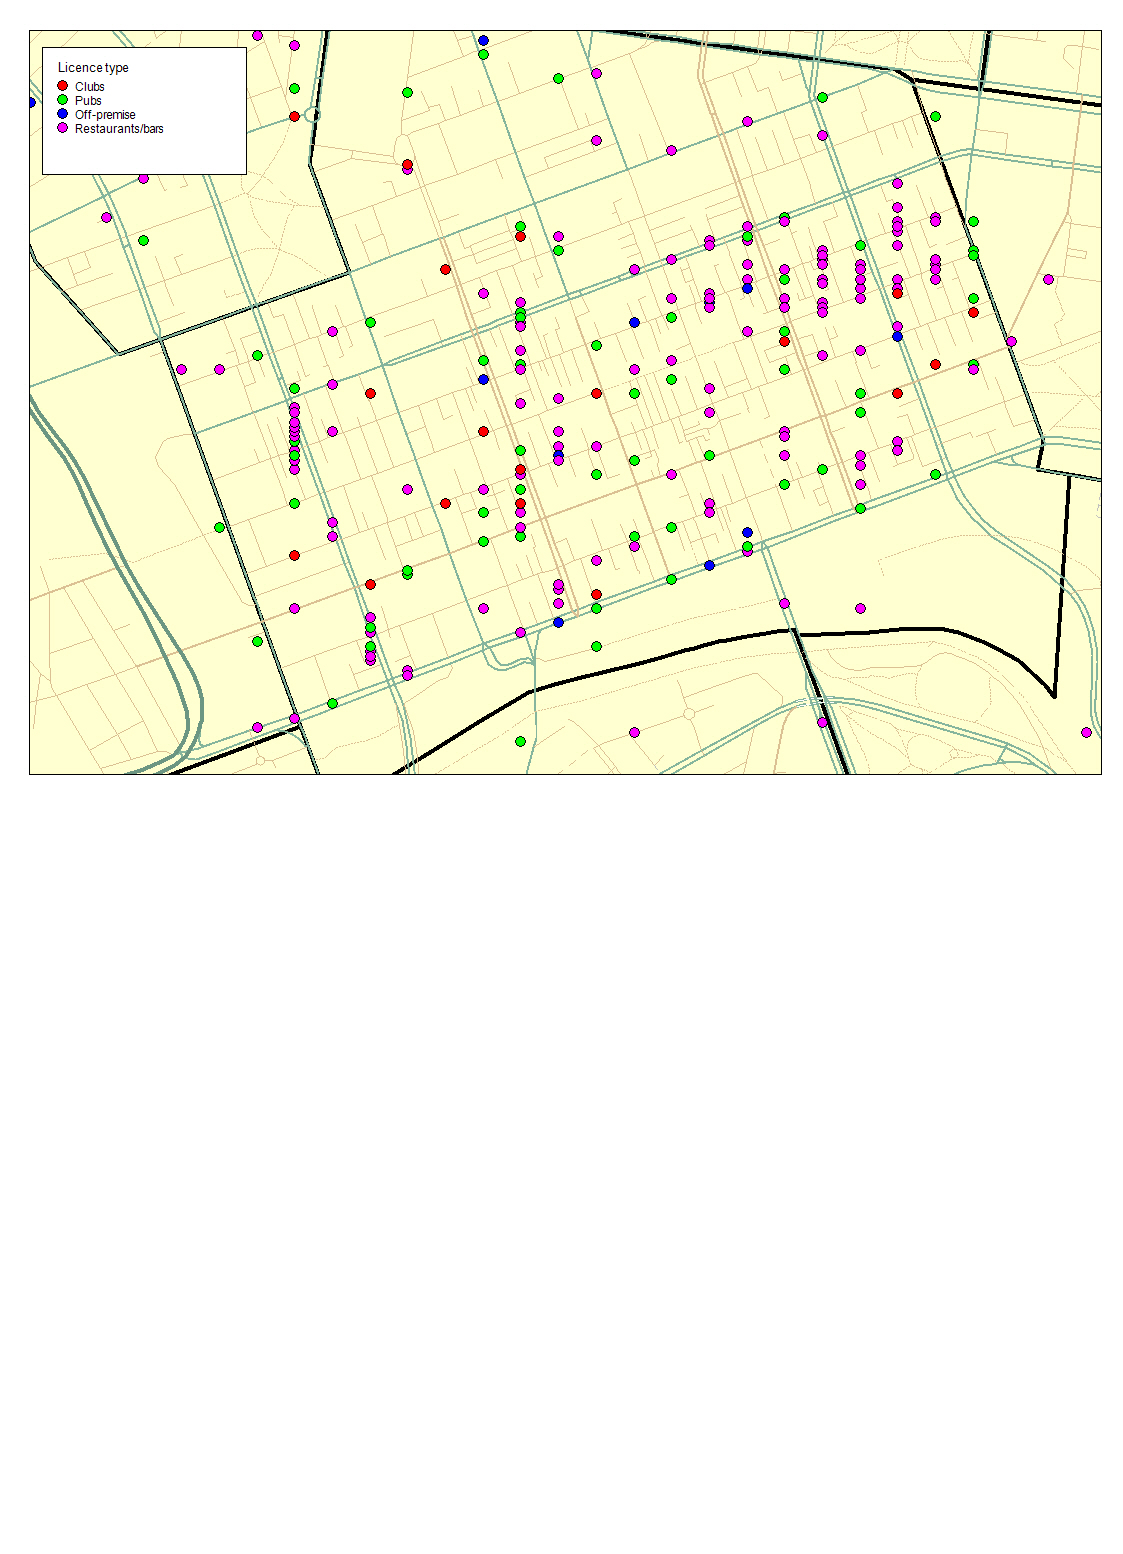 Licence type
Clubs
Pubs
Off-premise
Restaurants/bars